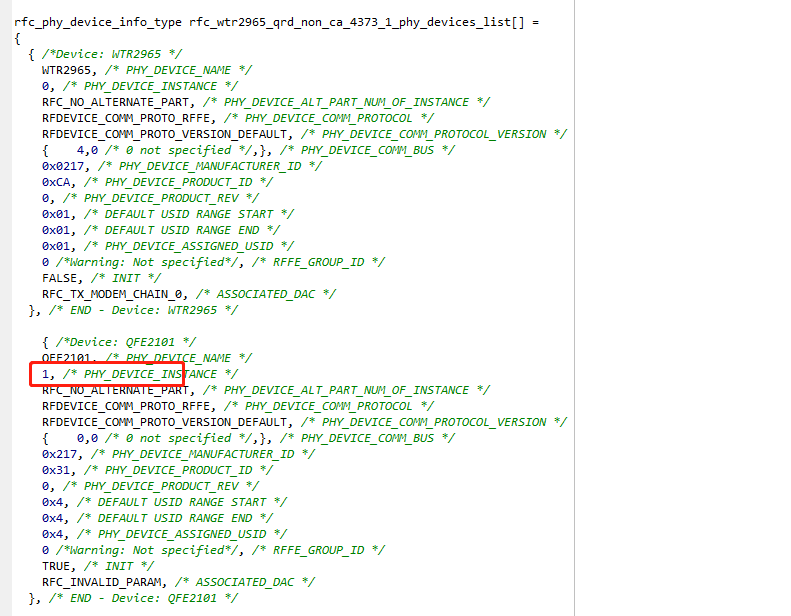 rfc_phy_device_info_type rfc_wtr2965_qrd_non_ca_4373_1_phy_devices_list[] =
{
{ /*Device: WTR2965 */
WTR2965, /* PHY_DEVICE_NAME */
0, /* PHY_DEVICE_INSTANCE */
RFC_NO_ALTERNATE_PART, /* PHY_DEVICE_ALT_PART_NUM_OF_INSTANCE */
RFDEVICE_COMM_PROTO_RFFE, /* PHY_DEVICE_COMM_PROTOCOL */
RFDEVICE_COMM_PROTO_VERSION_DEFAULT, /* PHY_DEVICE_COMM_PROTOCOL_VERSION */
{    4,0 /* 0 not specified */,}, /* PHY_DEVICE_COMM_BUS */
0x0217, /* PHY_DEVICE_MANUFACTURER_ID */
0xCA, /* PHY_DEVICE_PRODUCT_ID */
0, /* PHY_DEVICE_PRODUCT_REV */
0x01, /* DEFAULT USID RANGE START */
0x01, /* DEFAULT USID RANGE END */
0x01, /* PHY_DEVICE_ASSIGNED_USID */
0 /*Warning: Not specified*/, /* RFFE_GROUP_ID */
FALSE, /* INIT */
RFC_TX_MODEM_CHAIN_0, /* ASSOCIATED_DAC */
}, /* END - Device: WTR2965 */
{ /*Device: QFE2101 */
QFE2101, /* PHY_DEVICE_NAME */
1, /* PHY_DEVICE_INSTANCE */
RFC_NO_ALTERNATE_PART, /* PHY_DEVICE_ALT_PART_NUM_OF_INSTANCE */
RFDEVICE_COMM_PROTO_RFFE, /* PHY_DEVICE_COMM_PROTOCOL */
RFDEVICE_COMM_PROTO_VERSION_DEFAULT, /* PHY_DEVICE_COMM_PROTOCOL_VERSION */
{    0,0 /* 0 not specified */,}, /* PHY_DEVICE_COMM_BUS */
0x217, /* PHY_DEVICE_MANUFACTURER_ID */
0x31, /* PHY_DEVICE_PRODUCT_ID */
0, /* PHY_DEVICE_PRODUCT_REV */
0x4, /* DEFAULT USID RANGE START */
0x4, /* DEFAULT USID RANGE END */
0x4, /* PHY_DEVICE_ASSIGNED_USID */
0 /*Warning: Not specified*/, /* RFFE_GROUP_ID */
TRUE, /* INIT */
RFC_INVALID_PARAM, /* ASSOCIATED_DAC */
}, /* END - Device: QFE2101 */